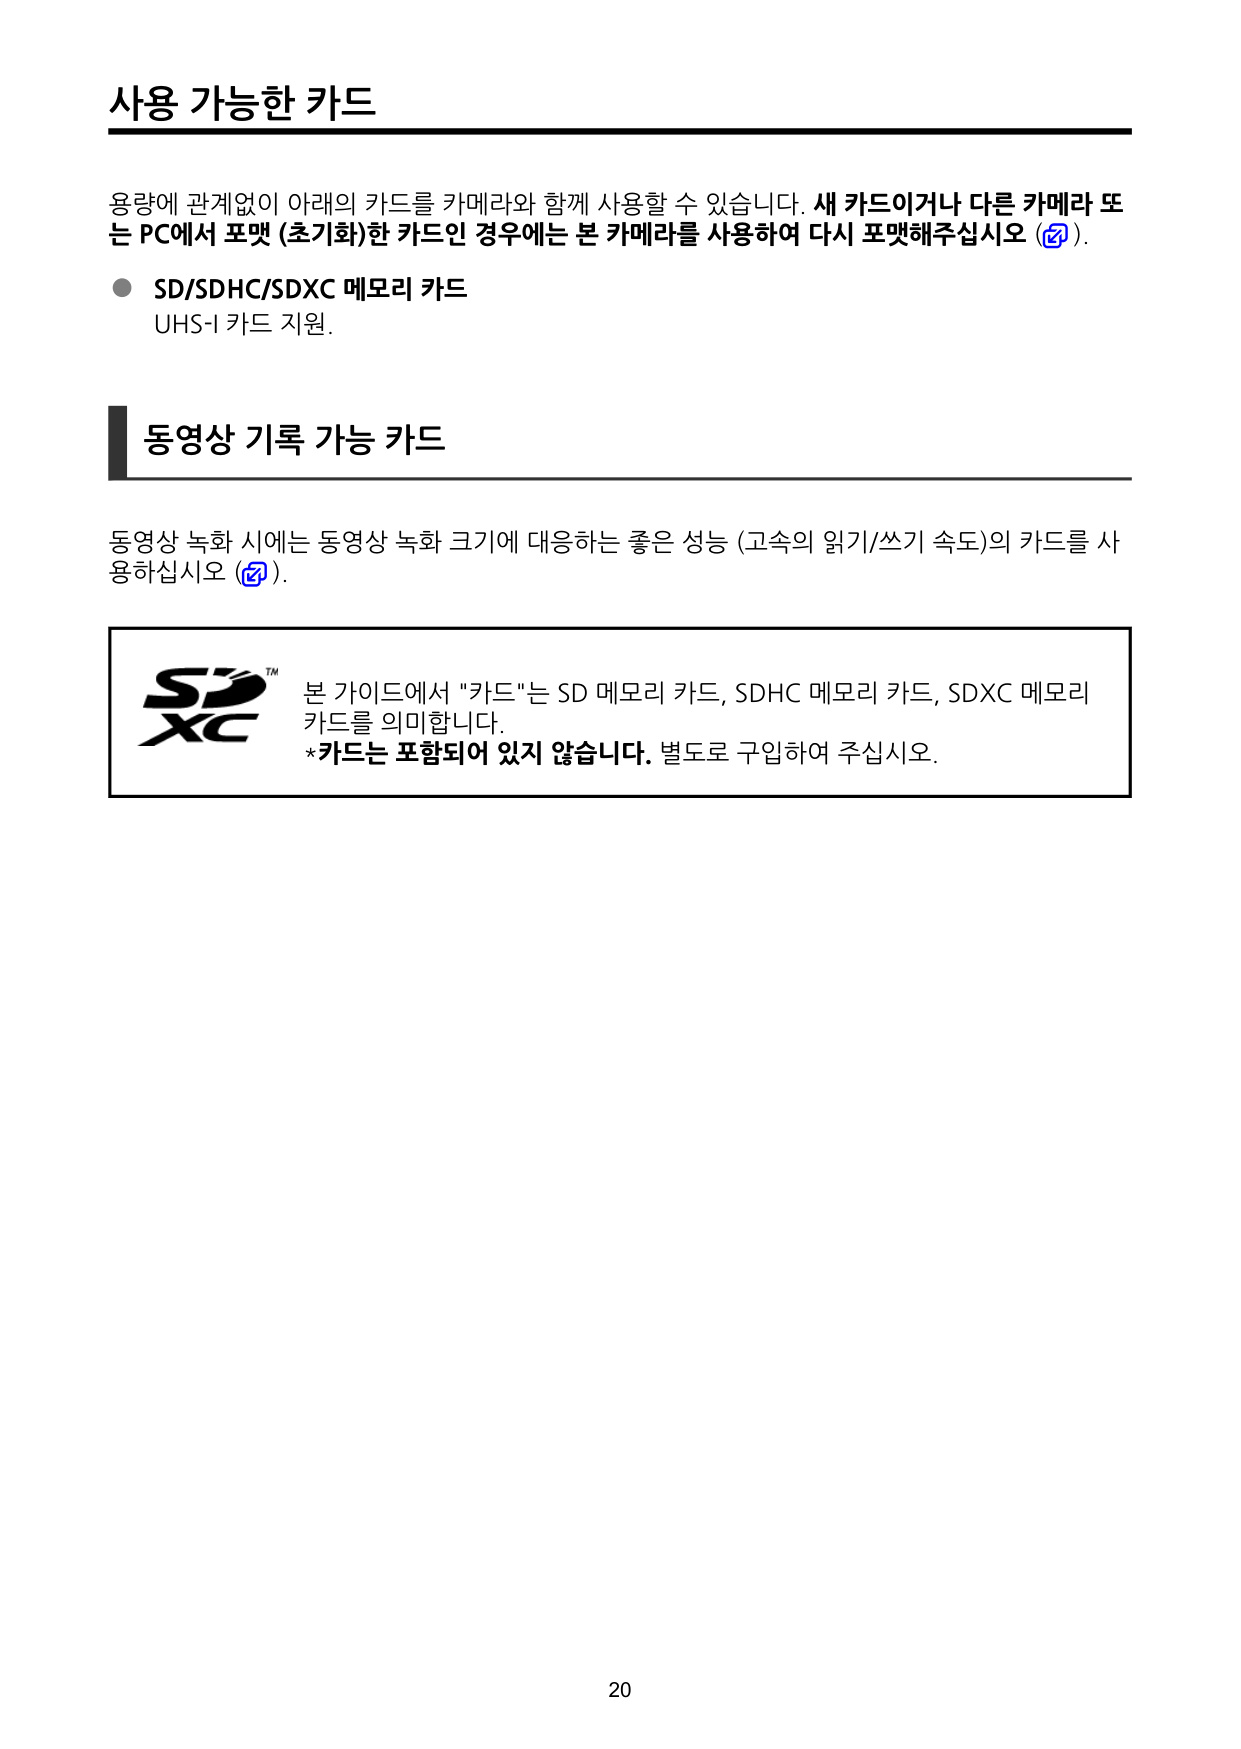 사용 가능한 카드
용량에 관계없이 아래의 카드를 카메라와 함께 사용할 수 있습니다. 새 카드이거나 다른 카메라 또
는 PC에서 포맷 (초기화)한 카드인 경우에는 본 카메라를 사용하여 다시 포맷해주십시오 ( ).
● SD/SDHC/SDXC 메모리 카드
UHS-I 카드 지원.
동영상 기록 가능 카드
동영상 녹화 시에는 동영상 녹화 크기에 대응하는 좋은 성능 (고속의 읽기/쓰기 속도)의 카드를 사
용하십시오 ( ).
SD™
XC
본 가이드에서 "카드"는 SD 메모리 카드, SDHC 메모리 카드, SDXC 메모리
카드를 의미합니다.
*카드는 포함되어 있지 않습니다. 별도로 구입하여 주십시오.
20